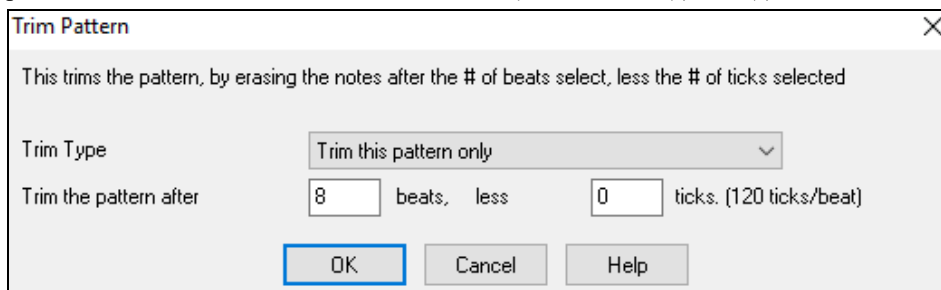 Trim Pattern
This trims the pattern, by erasing the notes after the # of beats select, less the # of ticks selected
Trim Type Trim this pattern only
Trim the pattern after 8 beats, less 0 ticks. (120 ticks/beat)
OK Cancel Help